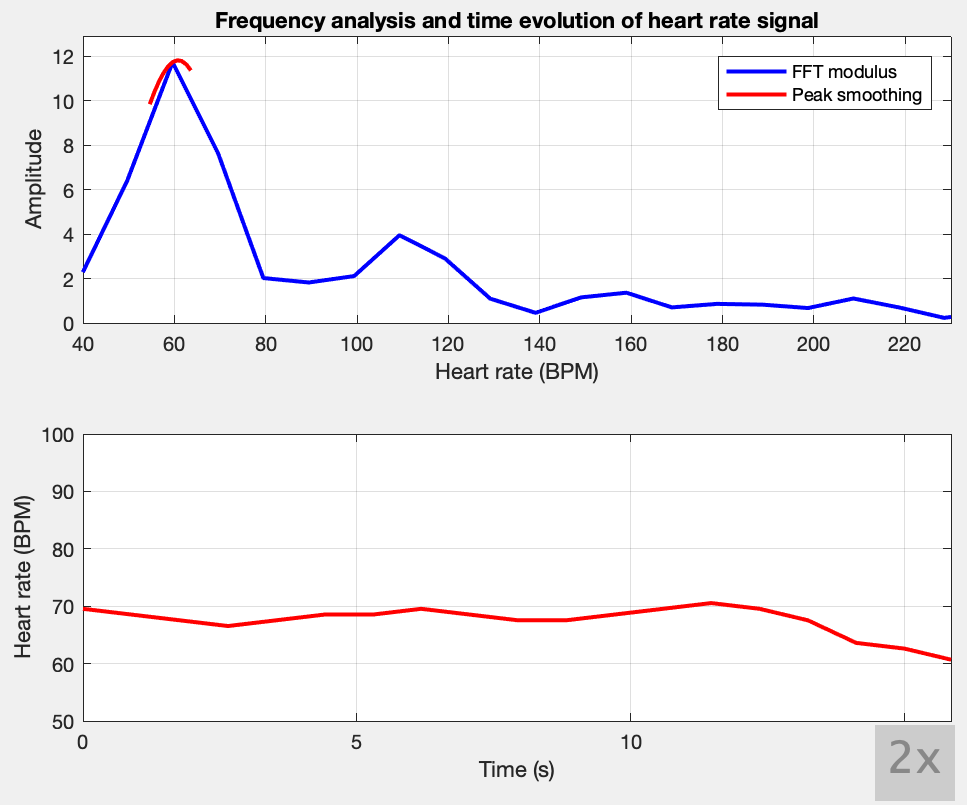 Frequency analysis and time evolution of heart rate signal
12
10
8
6
4
2
0
Amplitude
FFT modulus
Peak smoothing
40 60 80 100 120 140 160 180 200 220
Heart rate (BPM)
100
90
80
70
60
50
Heart rate (BPM)
0 5 10
Time (s)
2x